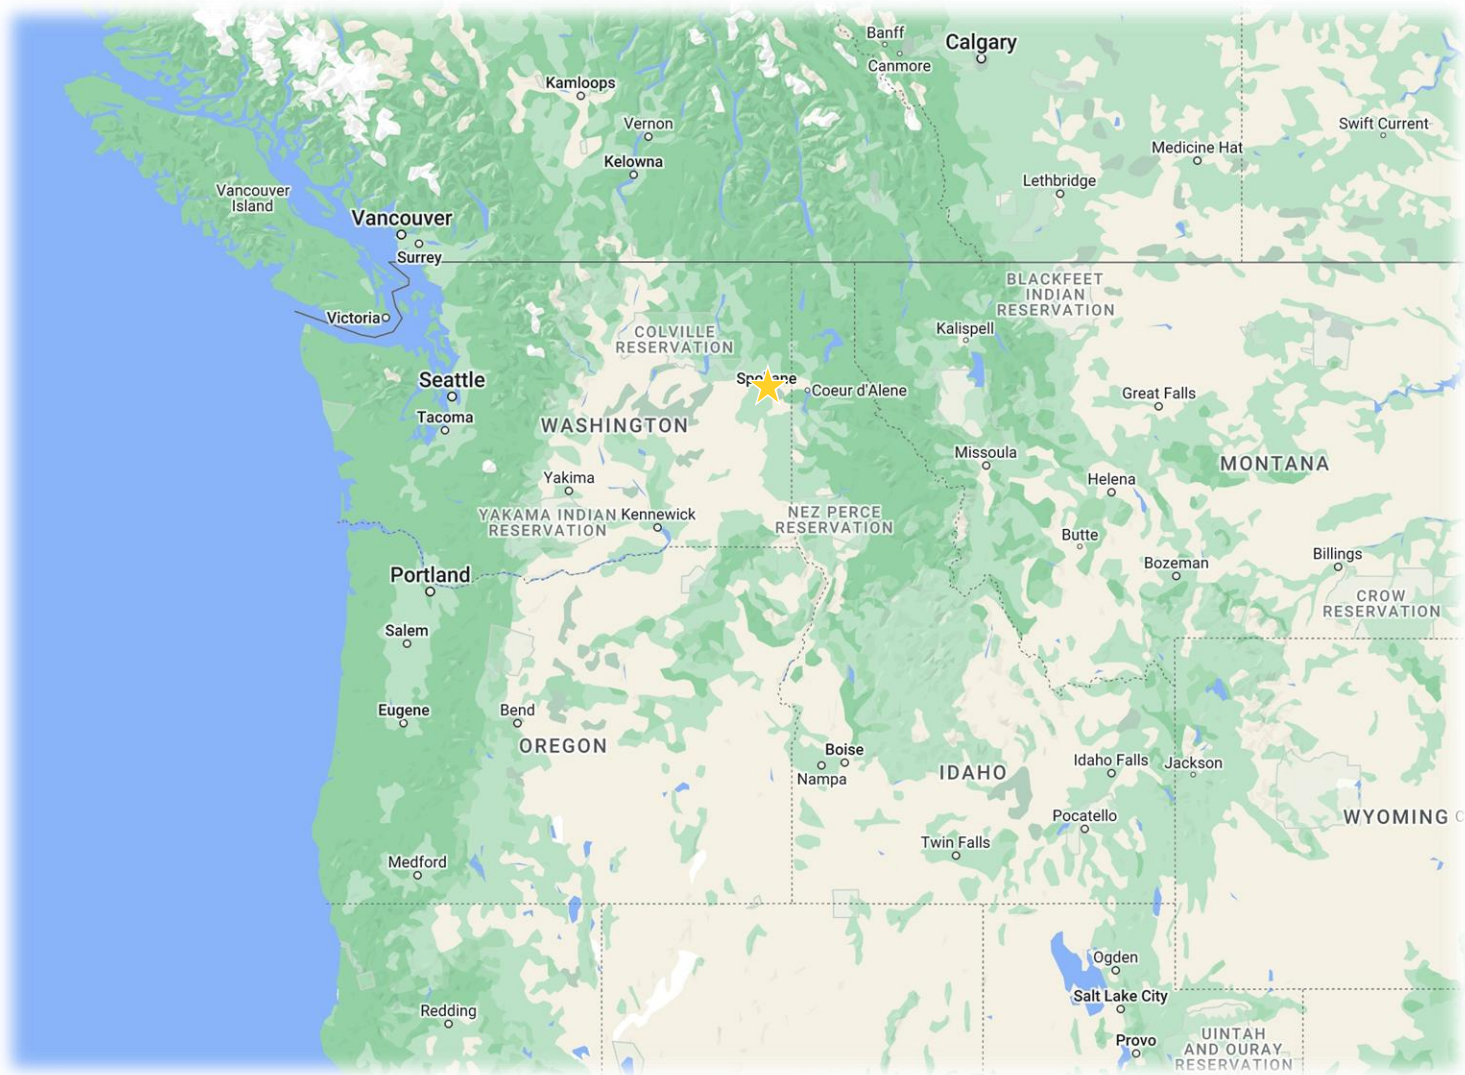 Banff
Calgary
Canmore
Kamloops
Vernon
Swift Current
Medicine Hat
Kelowna
Lethbridge
Vancouver
Island
Vancouver
Surrey
BLACKFEET
INDIAN
RESERVATION
Victoria
COLVILLE
RESERVATION
Kalispell
Seattle
Spokane
Coeur d'Alene
Great Falls
Tacoma
WASHINGTON
Missoula
MONTANA
Yakima
Helena
YAKAMA INDIAN
RESERVATION
Kennewick
NEZ PERCE
RESERVATION
Butte
Billings
Bozeman
Portland
CROW
RESERVATION
Salem
Eugene
Bend
OREGON
Boise
Nampa
IDAHO
Idaho Falls
Jackson
Pocatello
WYOMING
Twin Falls
Medford
Ogden
Salt Lake City
Redding
Provo
UINTAH
AND OURAY
RESERVATION